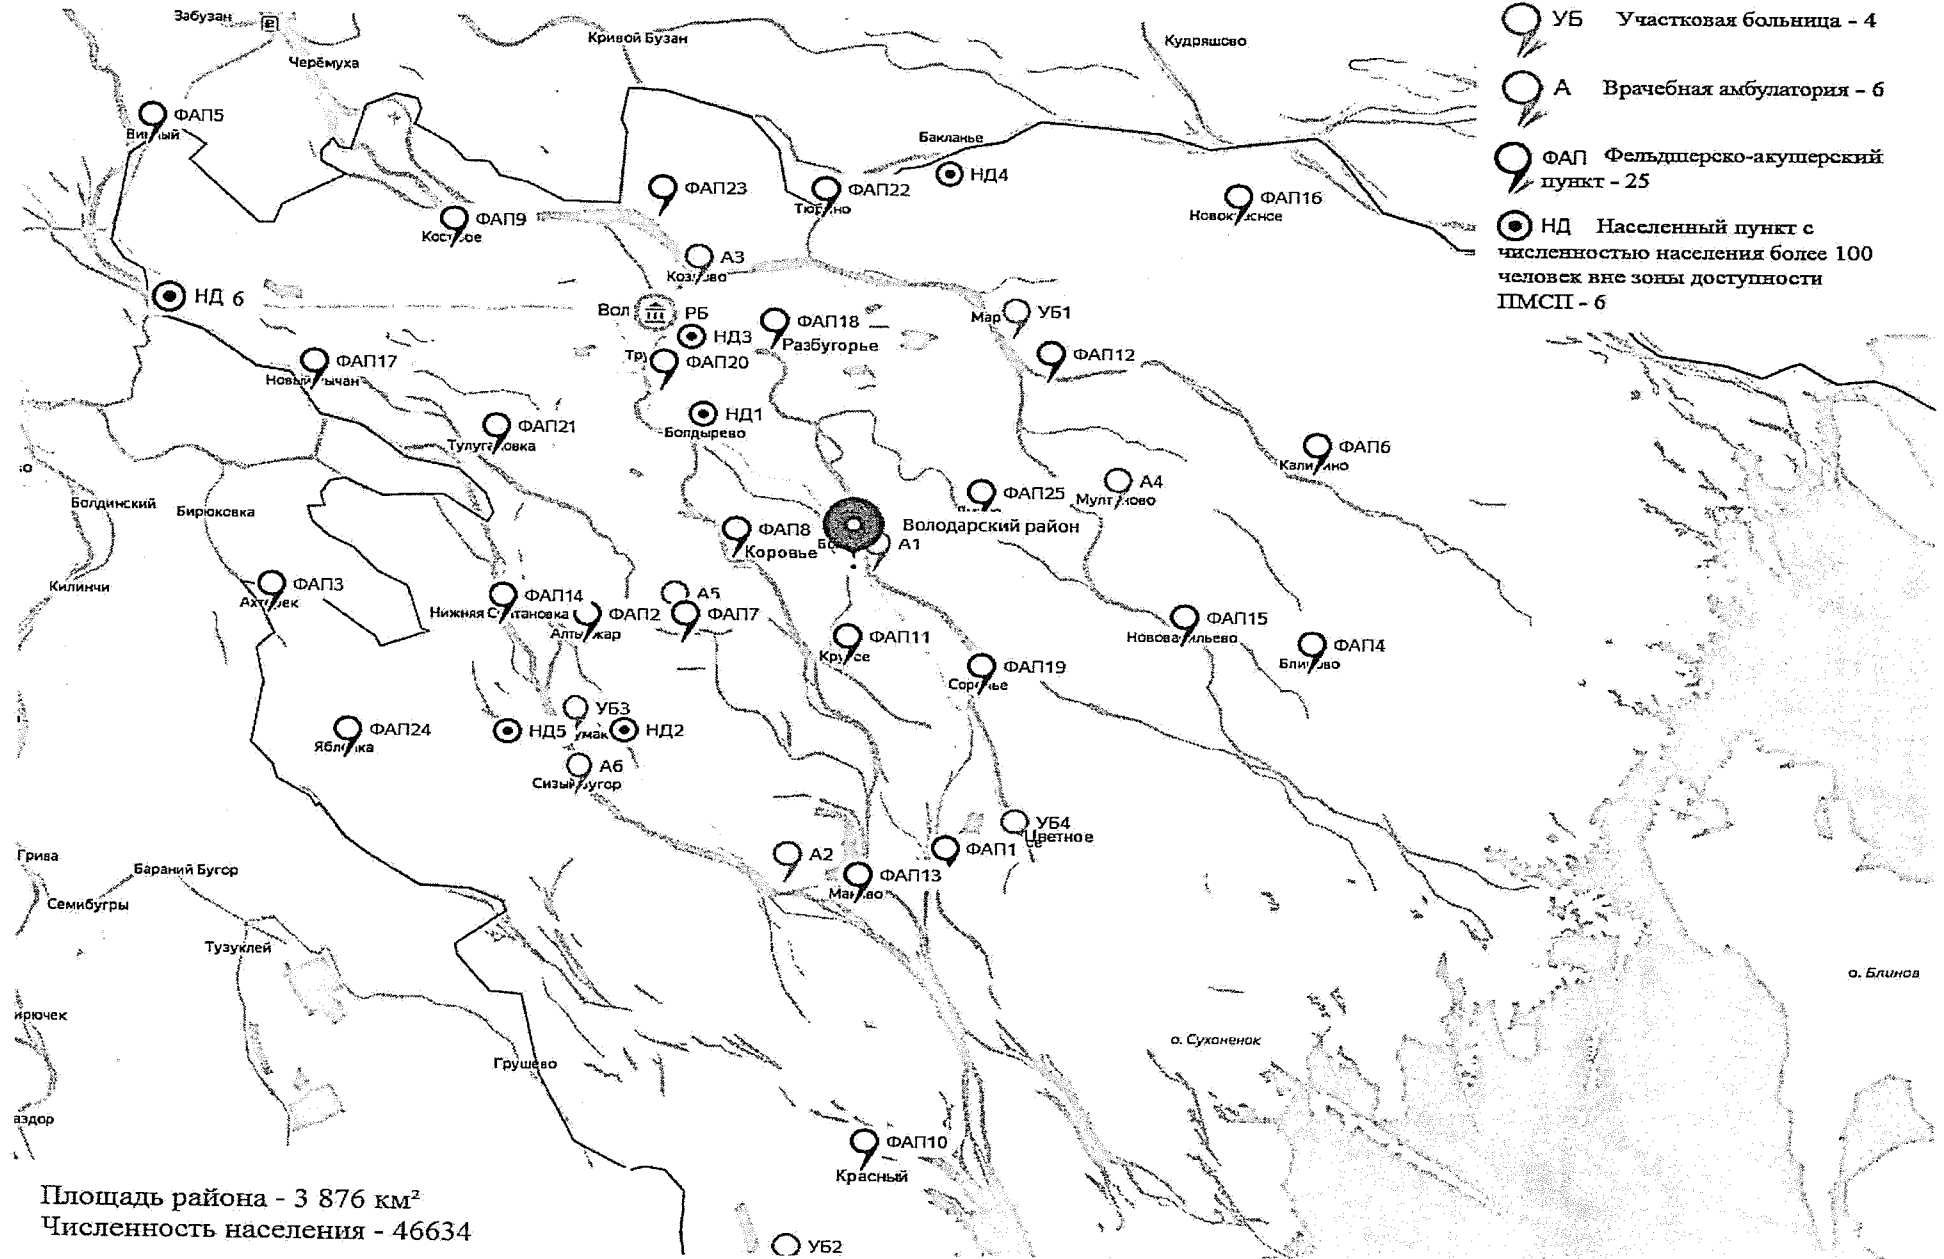 Забузан
Черёмуха
Кривой Бузан
Кудряшово
УБ Участковая больница - 4
А Врачебная амбулатория - 6
ФАП Фельдшерско-акушерский
пункт - 25
НД Населенный пункт с
численностью населения более 100
человек вне зоны доступности
ПМСП - 6
ФАП5
Бакланье
НД4
ФАП23
ФАП22
ФАП16
ФАП9
А3
НД 6
Вол
РБ
УБ1
Мар
НД3
ФАП18
Разбугорье
ФАП20
ФАП12
ФАП17
НД1
Болдырево
ФАП21
ФАП6
Болдинский
Бирюковка
ФАП25
А4
ФАП8
Коровье
Володарский район
А1
Килинчи
ФАП3
ФАП14
ФАП2
А5
ФАП7
ФАП11
ФАП15
ФАП4
ФАП19
УБ3
НД5
НД2
ФАП24
А6
УБ4
Цветное
Грива
Бараний Бугор
А2
ФАП1
ФАП13
Семибугры
Тузуклей
о. Блинов
ирючек
о. Сухоненок
Грушево
аздор
ФАП10
Красный
Площадь района - 3 876 км²
Численность населения - 46634
УБ2